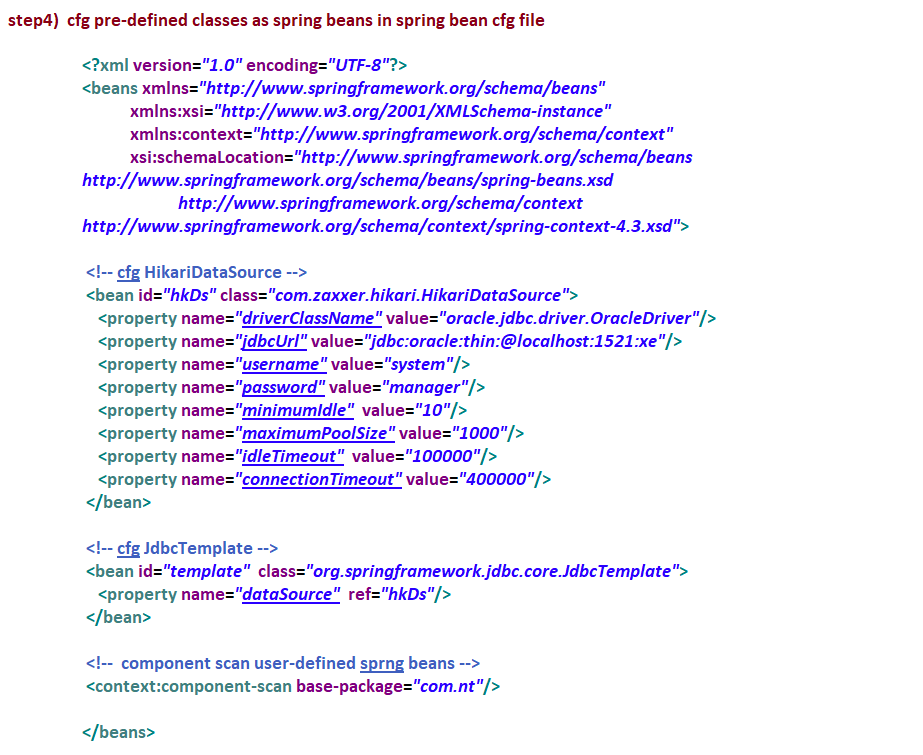 step4)  cfg pre-defined classes as spring beans in spring bean cfg file
<?xml version="1.0" encoding="UTF-8"?>
<beans xmlns="http://www.springframework.org/schema/beans"
xmlns:xsi="http://www.w3.org/2001/XMLSchema-instance"
xmlns:context="http://www.springframework.org/schema/context"
xsi:schemaLocation="http://www.springframework.org/schema/beans
http://www.springframework.org/schema/beans/spring-beans.xsd
http://www.springframework.org/schema/context
http://www.springframework.org/schema/context/spring-context-4.3.xsd">
<!-- cfg HikariDataSource -->
<bean id="hkDs" class="com.zaxxer.hikari.HikariDataSource">
<property name="driverClassName" value="oracle.jdbc.driver.OracleDriver"/>
<property name="jdbcUrl" value="jdbc:oracle:thin:@localhost:1521:xe"/>
<property name="username" value="system"/>
<property name="password" value="manager"/>
<property name="minimumIdle"  value="10"/>
<property name="maximumPoolSize" value="1000"/>
<property name="idleTimeout"  value="100000"/>
<property name="connectionTimeout" value="400000"/>
</bean>
<!-- cfg JdbcTemplate -->
<bean id="template"  class="org.springframework.jdbc.core.JdbcTemplate">
<property name="dataSource"  ref="hkDs"/>
</bean>
<!--  component scan user-defined sprng beans -->
<context:component-scan base-package="com.nt"/>
</beans>